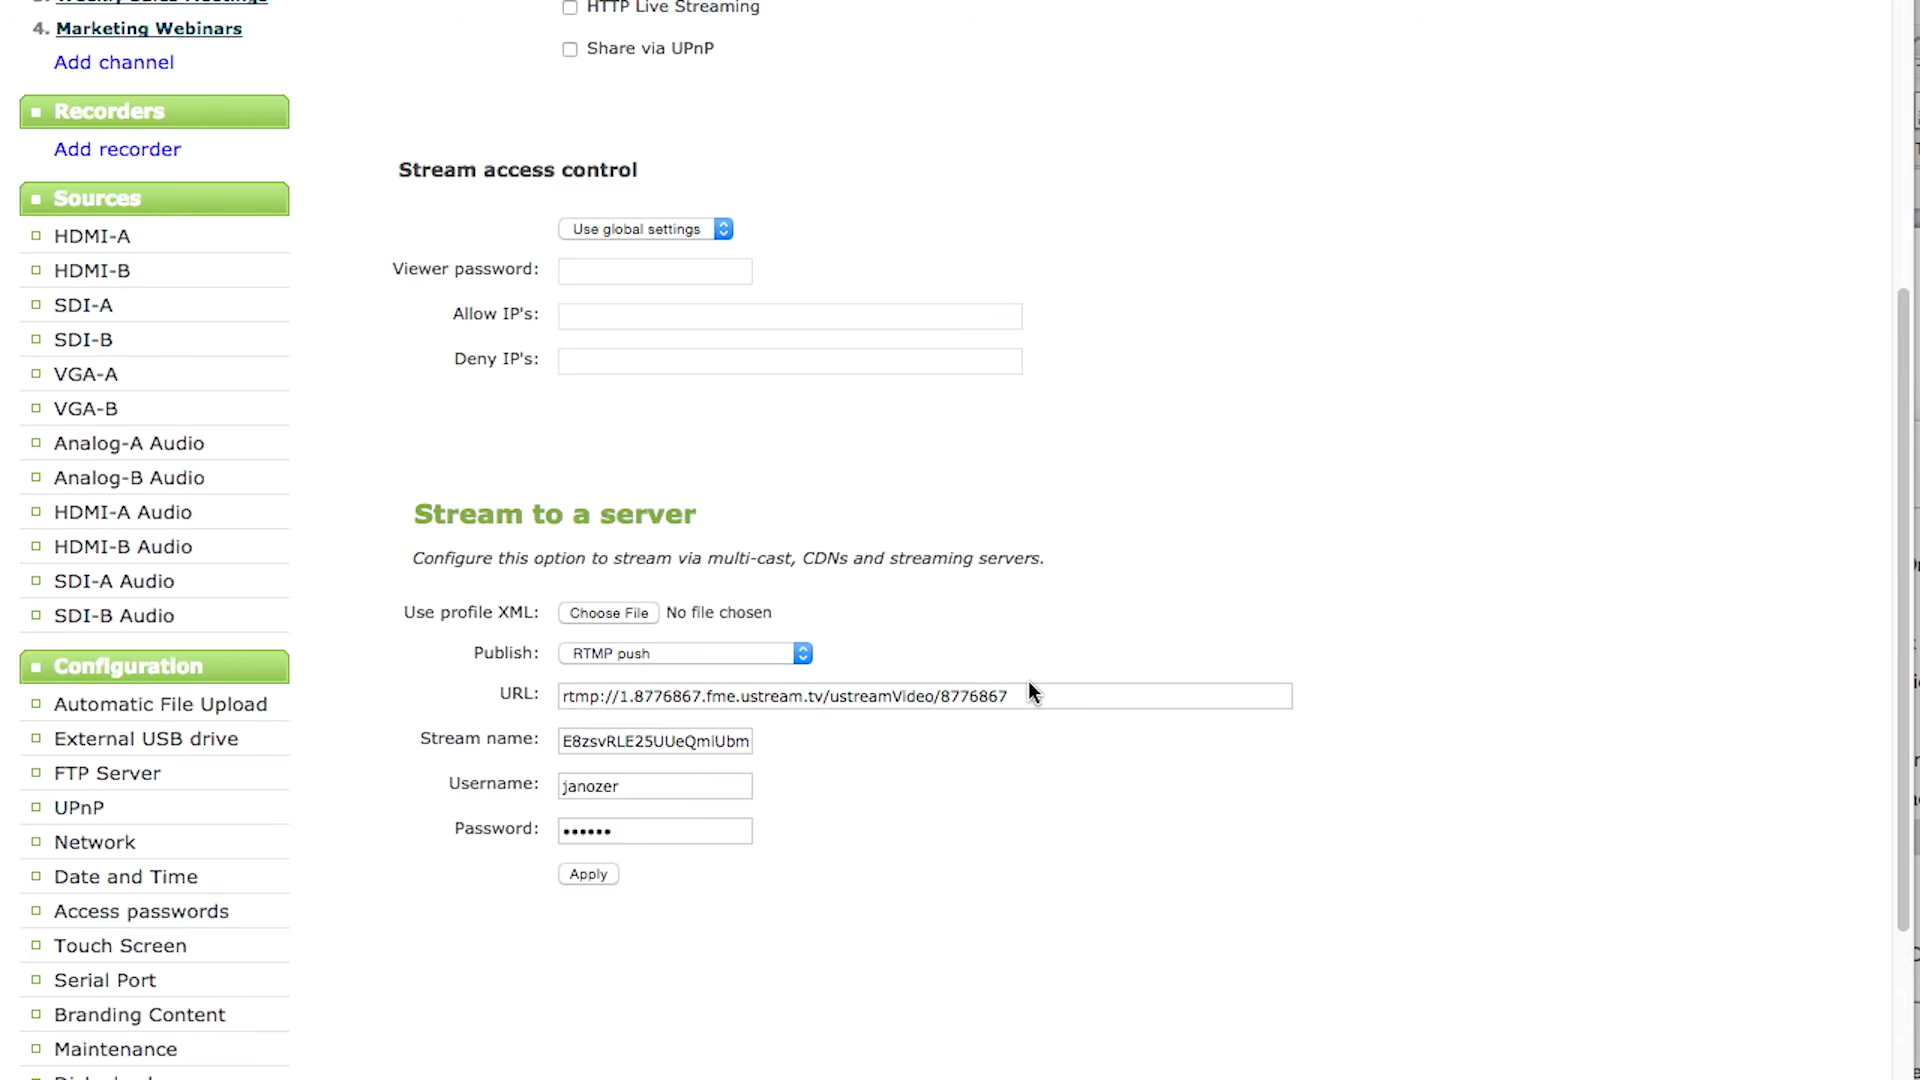 4. Marketing Webinars
Add channel
Recorders
Add recorder
Sources
HDMI-A
HDMI-B
SDI-A
SDI-B
VGA-A
VGA-B
Analog-A Audio
Analog-B Audio
HDMI-A Audio
HDMI-B Audio
SDI-A Audio
SDI-B Audio
Configuration
Automatic File Upload
External USB drive
FTP Server
UPnP
Network
Date and Time
Access passwords
Touch Screen
Serial Port
Branding Content
Maintenance
HTTP Live Streaming
Share via UPnP
Stream access control
Use global settings
Viewer password:
Allow IP's:
Deny IP's:
Stream to a server
Configure this option to stream via multi-cast, CDNs and streaming servers.
Use profile XML: Choose File No file chosen
Publish: RTMP push
URL: rtmp://1.8776867.fme.ustream.tv/ustreamVideo/8776867
Stream name: E8zsvRLE25UUeQmiUbm
Username: janozer
Password: ••••••
Apply